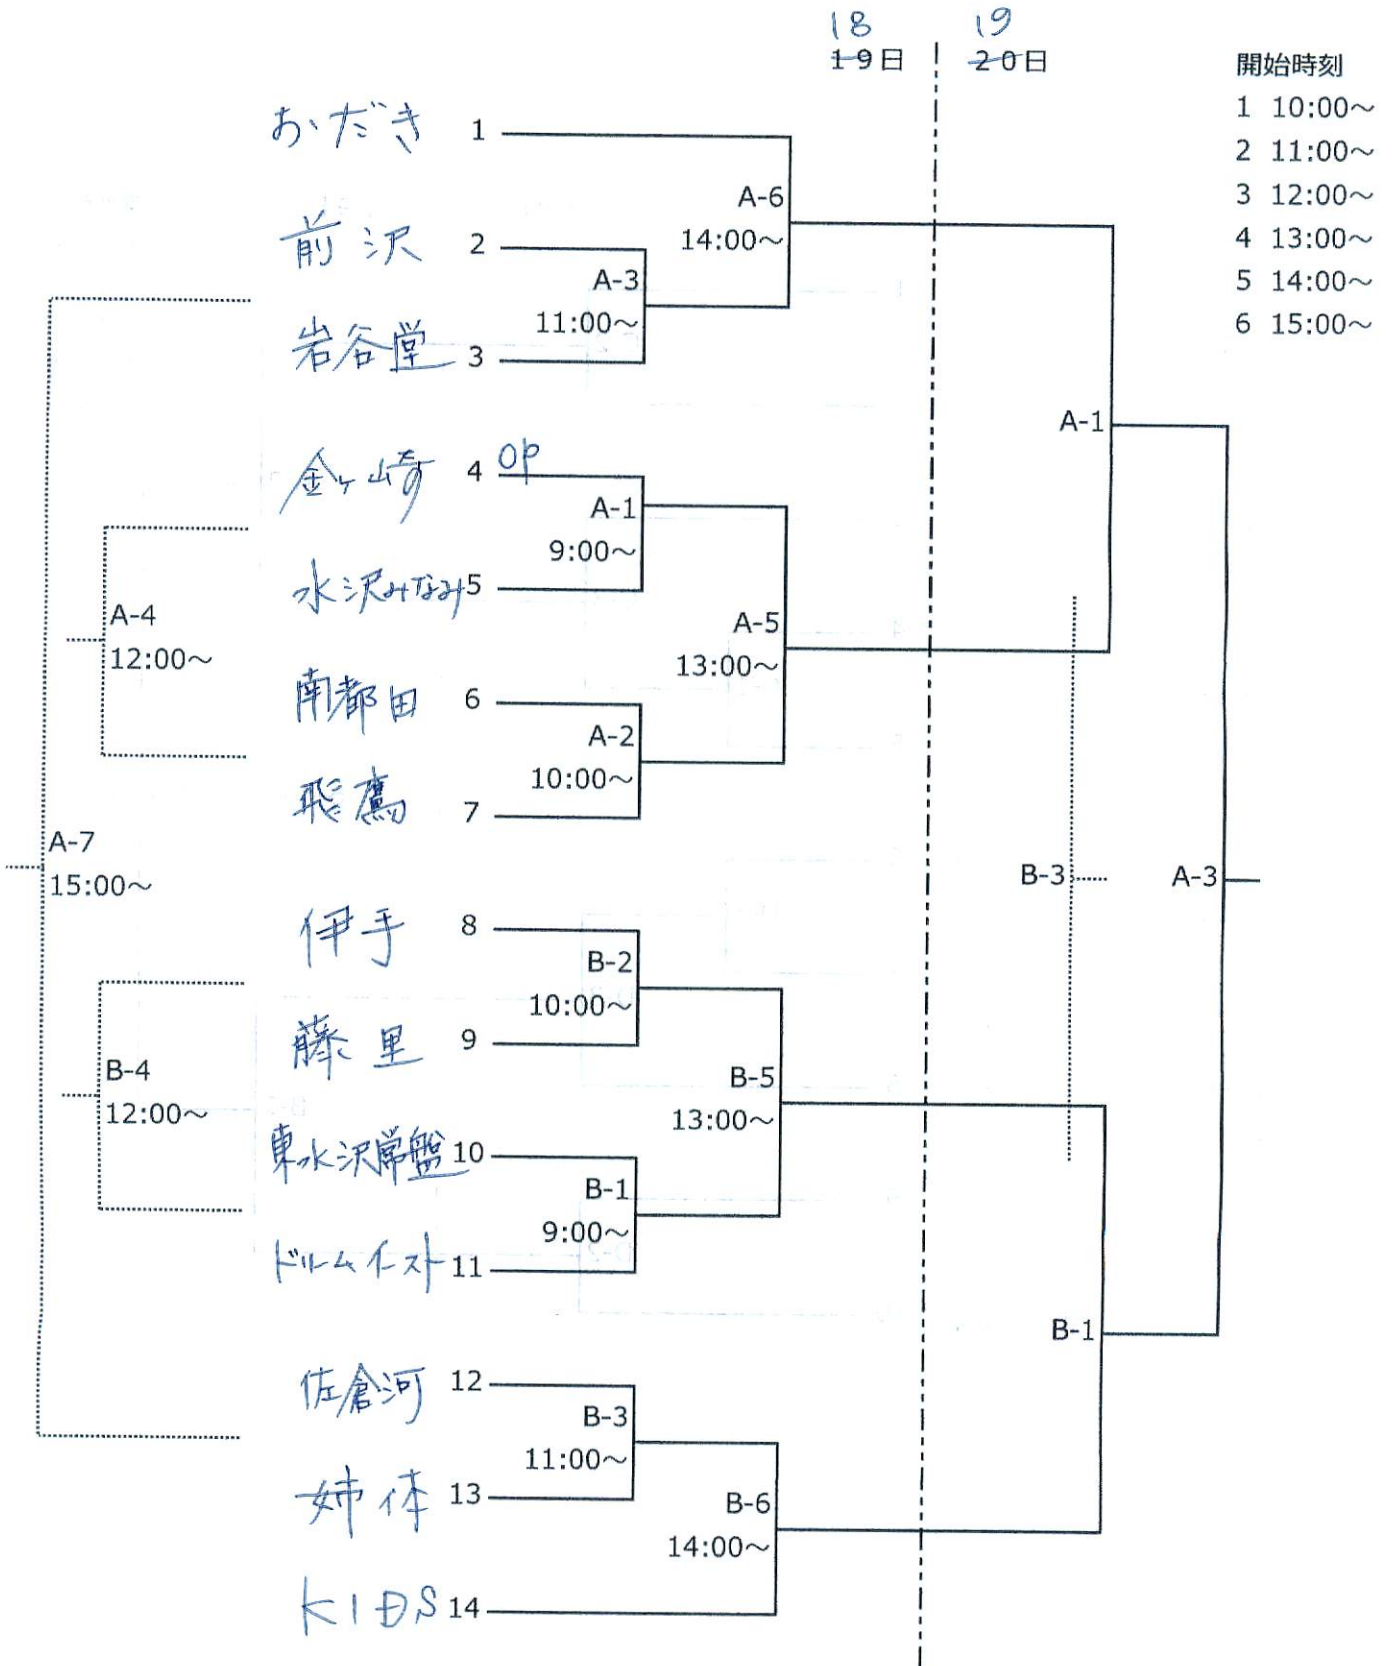 18 19
19日 20日
開始時刻
1 10:00～
2 11:00～
3 12:00～
4 13:00～
5 14:00～
6 15:00～
おだき 1
A-6
14:00～
前沢 2
A-3
11:00～
岩谷堂 3
金ヶ崎 4 OP
A-1
9:00～
水沢みなみ 5
A-1
A-4
12:00～
A-5
13:00～
南都田 6
A-2
10:00～
飛鷹 7
A-7
15:00～
B-3
A-3
伊手 8
B-2
10:00～
藤里 9
B-4
12:00～
B-5
13:00～
東水沢常盤 10
B-1
9:00～
ドリームイースト 11
B-1
佐倉河 12
B-3
11:00～
姉体 13
B-6
14:00～
KIDS 14